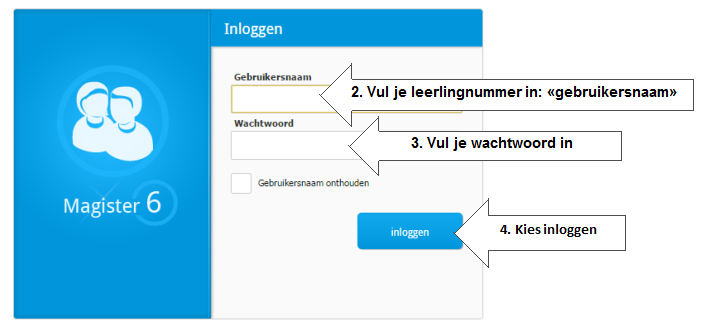 Inloggen
Gebruikersnaam
2. Vul je leerlingnummer in: «gebruikersnaam»
Wachtwoord
3. Vul je wachtwoord in
Gebruikersnaam onthouden
Magister 6
inloggen
4. Kies inloggen